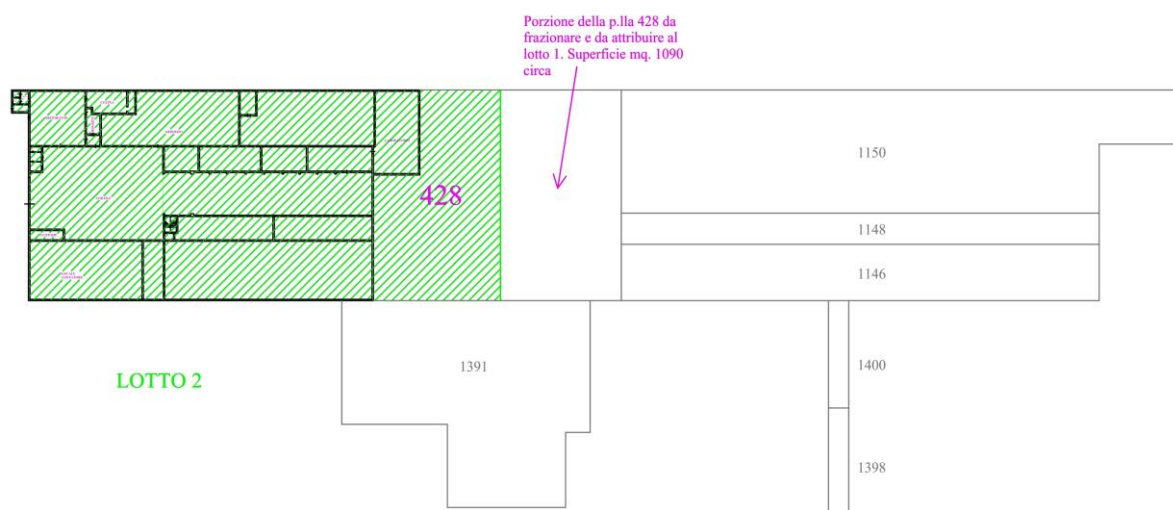 Porzione della p.lla 428 da
frazionare e da attribuire al
lotto 1. Superficie mq. 1090
circa
1150
428
1148
1146
1391
1400
LOTTO 2
1398